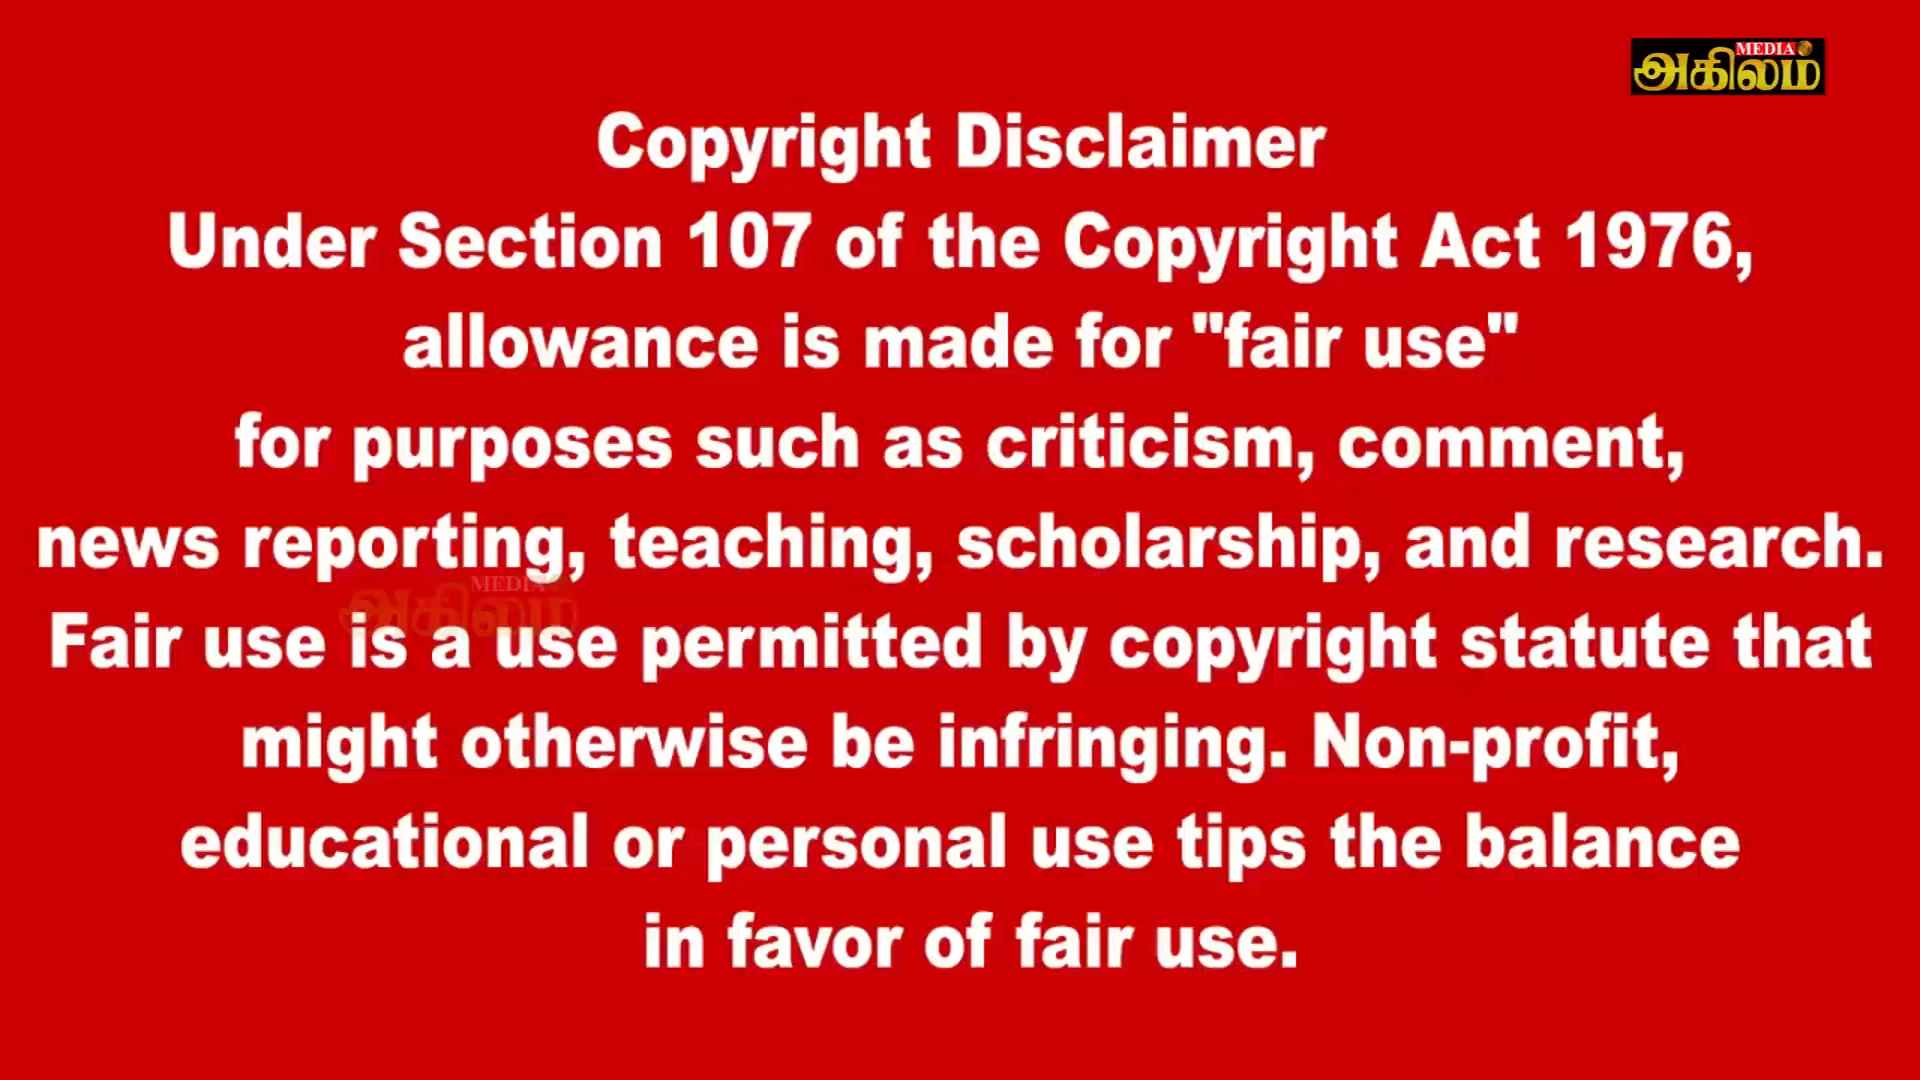 MEDIA
அகிலம்
Copyright Disclaimer
Under Section 107 of the Copyright Act 1976,
allowance is made for "fair use"
for purposes such as criticism, comment,
news reporting, teaching, scholarship, and research.
MEDIA
அகிலம்
Fair use is a use permitted by copyright statute that
might otherwise be infringing. Non-profit,
educational or personal use tips the balance
in favor of fair use.